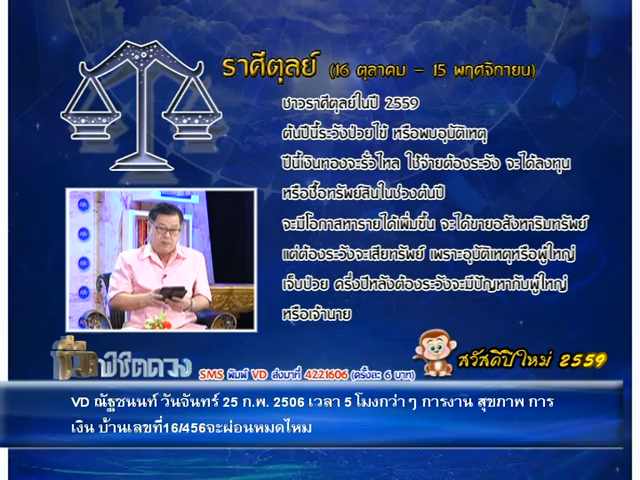 ราศีตุลย์ (16 ตุลาคม – 15 พฤศจิกายน)
ชาวราศีตุลย์ในปี 2559
ต้นปีนี้ระวังป่วยไข้ หรือพบอุบัติเหตุ
ปีนี้เงินทองจะรั่วไหล ใช้จ่ายต้องระวัง จะได้ลงทุน
หรือซื้อทรัพย์สินในช่วงต้นปี
จะมีโอกาสหารายได้เพิ่มขึ้น จะได้ขายอสังหาริมทรัพย์
แต่ต้องระวังจะเสียทรัพย์ เพราะอุบัติเหตุหรือผู้ใหญ่
เจ็บป่วย ครึ่งปีหลังต้องระวังจะมีปัญหากับผู้ใหญ่
หรือเจ้านาย
พิชิตดวง
สวัสดีปีใหม่ 2559
SMS พิมพ์ VD ส่งมาที่ 4221606 (ครั้งละ 6 บาท)
VD ณัฐชนนท์ วันจันทร์ 25 ก.พ. 2506 เวลา 5 โมงกว่า ๆ การงาน สุขภาพ การ
เงิน บ้านเลขที่16/456จะผ่อนหมดไหม